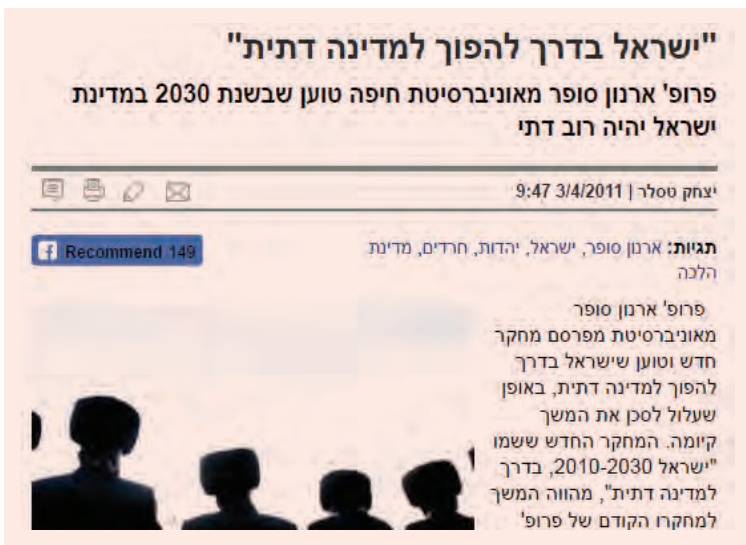 "ישראל בדרך להפוך למדינה דתית"
פרופ' ארנון סופר מאוניברסיטת חיפה טוען שבשנת 2030 במדינת
ישראל יהיה רוב דתי
יצחק טסלר | 3/4/2011 9:47
תגיות: ארנון סופר, ישראל, יהדות, חרדים, מדינת
הלכה
Recommend 149
פרופ' ארנון סופר
מאוניברסיטת מפרסם מחקר
חדש וטוען שישראל בדרך
להפוך למדינה דתית, באופן
שעלול לסכן את המשך
קיומה. המחקר החדש ששמו
"ישראל 2010-2030, בדרך
למדינה דתית", מהווה המשך
למחקרו הקודם של פרופ'